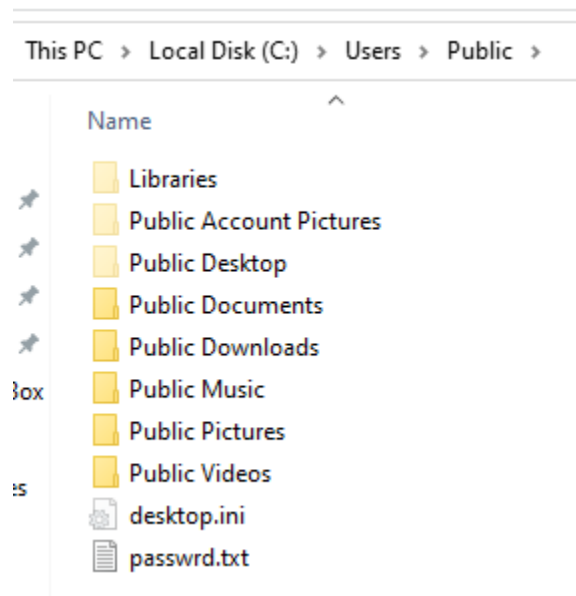 This PC > Local Disk (C:) > Users > Public >
Name
Libraries
Public Account Pictures
Public Desktop
Public Documents
Public Downloads
Public Music
Public Pictures
Public Videos
desktop.ini
passwrd.txt